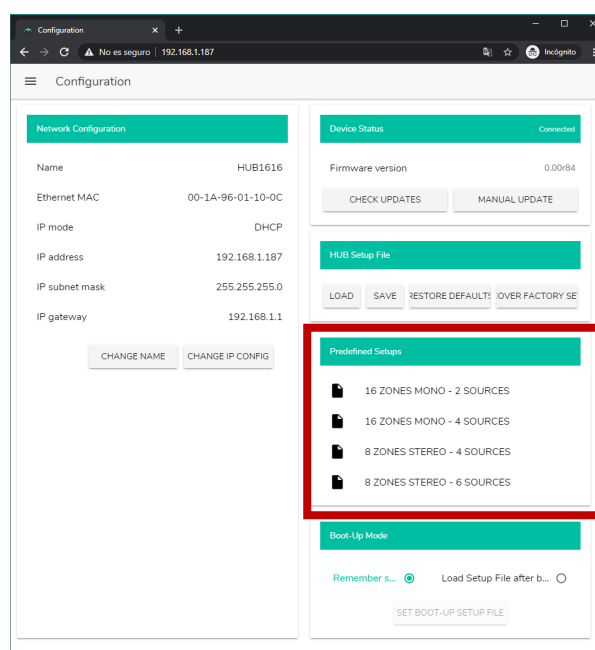 Configuration
No es seguro | 192.168.1.187
Incógnito
Configuration
Network Configuration
Name HUB1616
Ethernet MAC 00-1A-96-01-10-0C
IP mode DHCP
IP address 192.168.1.187
IP subnet mask 255.255.255.0
IP gateway 192.168.1.1
CHANGE NAME CHANGE IP CONFIG
Device Status Connected
Firmware version 0.00r84
CHECK UPDATES MANUAL UPDATE
HUB Setup File
LOAD SAVE RESTORE DEFAULTS OVER FACTORY SE
Predefined Setups
16 ZONES MONO - 2 SOURCES
16 ZONES MONO - 4 SOURCES
8 ZONES STEREO - 4 SOURCES
8 ZONES STEREO - 6 SOURCES
Boot-Up Mode
Remember s... Load Setup File after b...
SET BOOT-UP SETUP FILE